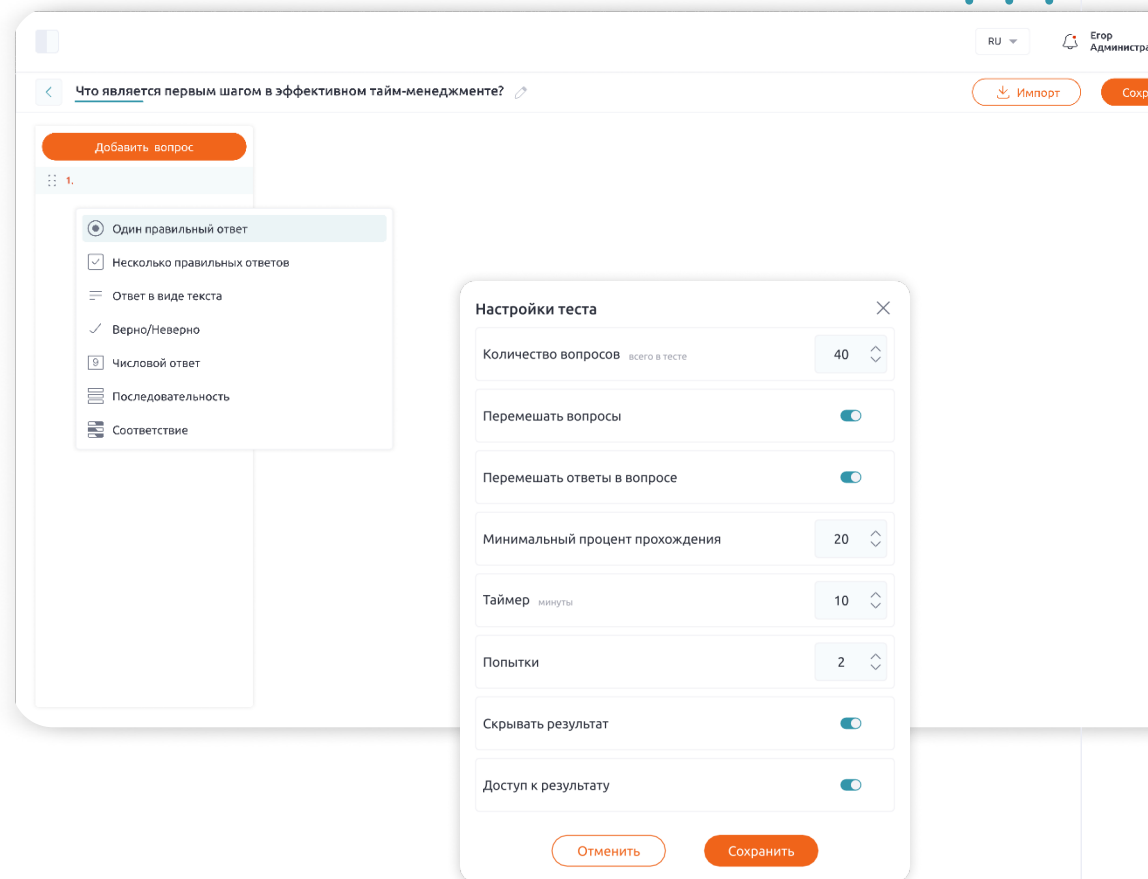 RU
Егор
Что является первым шагом в эффективном тайм-менеджменте?
Импорт
Добавить вопрос
1.
Один правильный ответ
Несколько правильных ответов
Ответ в виде текста
Верно/Неверно
9 Числовой ответ
Последовательность
Соответствие
Настройки теста
Количество вопросов всего в тесте 40
Перемешать вопросы
Перемешать ответы в вопросе
Минимальный процент прохождения 20
Таймер минуты 10
Попытки 2
Скрывать результат
Доступ к результату
Отменить Сохранить